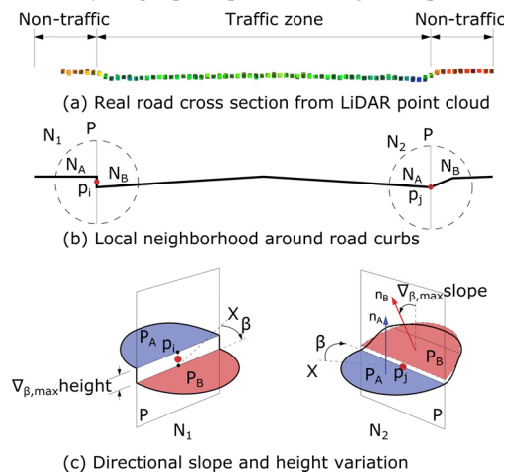 Non-traffic Traffic zone Non-traffic
(a) Real road cross section from LiDAR point cloud
N1 P N2 P
NA NB NA NB
pi pj
(b) Local neighborhood around road curbs
nB ∇β,max slope
X nA
PA pi β
β PB
PB X PA pj
∇β,max height
P P
N1 N2
(c) Directional slope and height variation